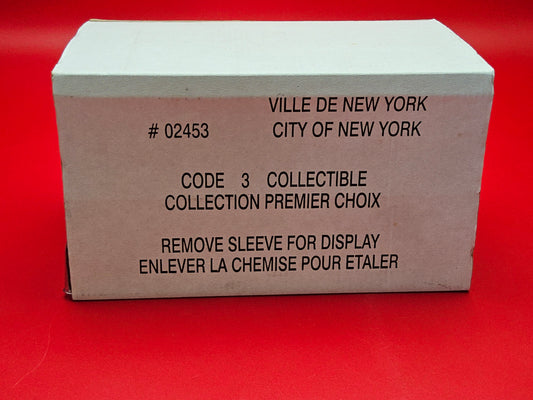 VILLE DE NEW YORK
# 02453 CITY OF NEW YORK
CODE 3 COLLECTIBLE
COLLECTION PREMIER CHOIX
REMOVE SLEEVE FOR DISPLAY
ENLEVER LA CHEMISE POUR ETALER